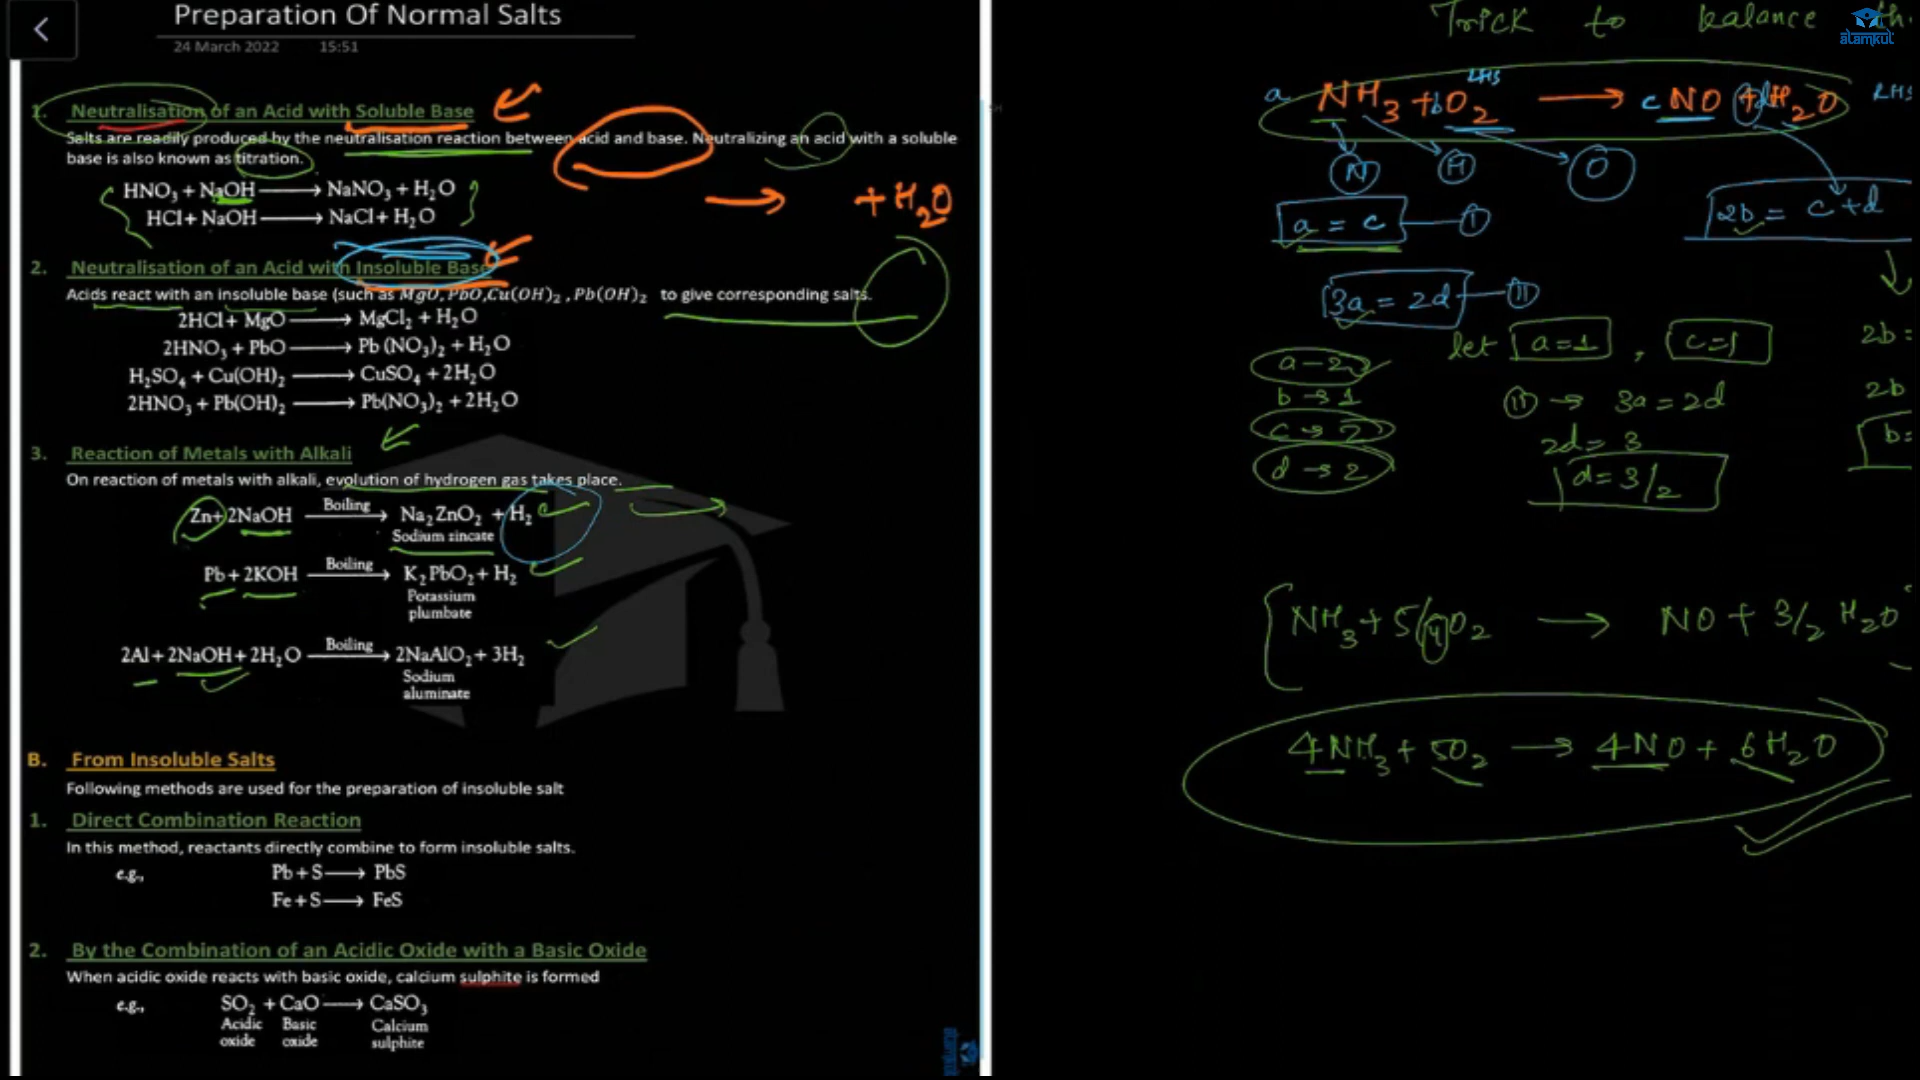 Preparation Of Normal Salts
24 March 2022 15:51
1. Neutralisation of an Acid with Soluble Base
Salts are readily produced by the neutralisation reaction between acid and base. Neutralizing an acid with a soluble
base is also known as titration.
HNO₃ + NaOH ⟶ NaNO₃ + H₂O
HCl + NaOH ⟶ NaCl + H₂O
⟶ + H₂O
2. Neutralisation of an Acid with Insoluble Base
Acids react with an insoluble base (such as MgO, PbO, Cu(OH)₂ , Pb(OH)₂ to give corresponding salts.
2HCl + MgO ⟶ MgCl₂ + H₂O
2HNO₃ + PbO ⟶ Pb (NO₃)₂ + H₂O
H₂SO₄ + Cu(OH)₂ ⟶ CuSO₄ + 2H₂O
2HNO₃ + Pb(OH)₂ ⟶ Pb(NO₃)₂ + 2H₂O
3. Reaction of Metals with Alkali
On reaction of metals with alkali, evolution of hydrogen gas takes place.
Boiling
Zn + 2NaOH ⟶ Na₂ZnO₂ + H₂
Sodium zincate
Boiling
Pb + 2KOH ⟶ K₂PbO₂ + H₂
Potassium
plumbate
Boiling
2Al + 2NaOH + 2H₂O ⟶ 2NaAlO₂ + 3H₂
Sodium
aluminate
B. From Insoluble Salts
Following methods are used for the preparation of insoluble salt
1. Direct Combination Reaction
In this method, reactants directly combine to form insoluble salts.
e.g., Pb + S ⟶ PbS
Fe + S ⟶ FeS
2. By the Combination of an Acidic Oxide with a Basic Oxide
When acidic oxide reacts with basic oxide, calcium sulphite is formed
e.g., SO₂ + CaO ⟶ CaSO₃
Acidic Basic Calcium
oxide oxide sulphite
Trick to balance
alamkul
LHS
a NH₃ + bO₂ ⟶ cNO + dH₂O RHS
N H O
a = c I 2b = c + d
3a = 2d II
let a = 1 , c = 1 2b =
a → 2
b → 1 II → 3a = 2d 2b
c → 2 2d = 3 b =
d → 2 d = 3/2
NH₃ + 5/4 O₂ ⟶ NO + 3/2 H₂O
4NH₃ + 5O₂ ⟶ 4NO + 6H₂O